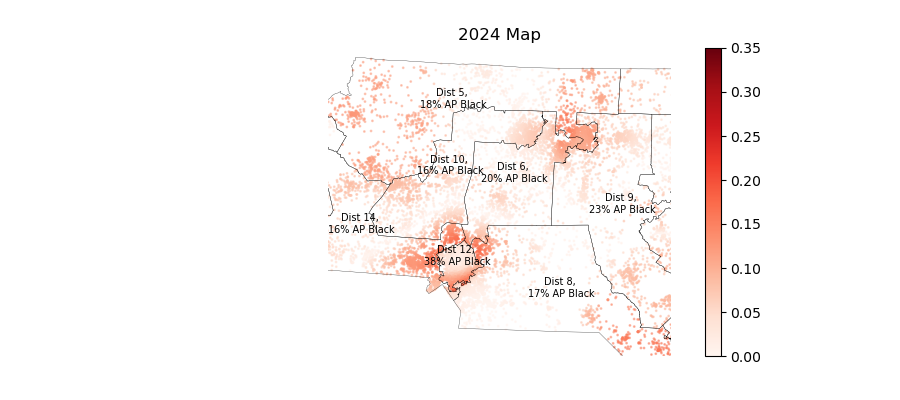 2024 Map
Dist 5,
18% AP Black
Dist 10,
16% AP Black
Dist 6,
20% AP Black
Dist 9,
23% AP Black
Dist 14,
16% AP Black
Dist 12,
38% AP Black
Dist 8,
17% AP Black
0.35
0.30
0.25
0.20
0.15
0.10
0.05
0.00